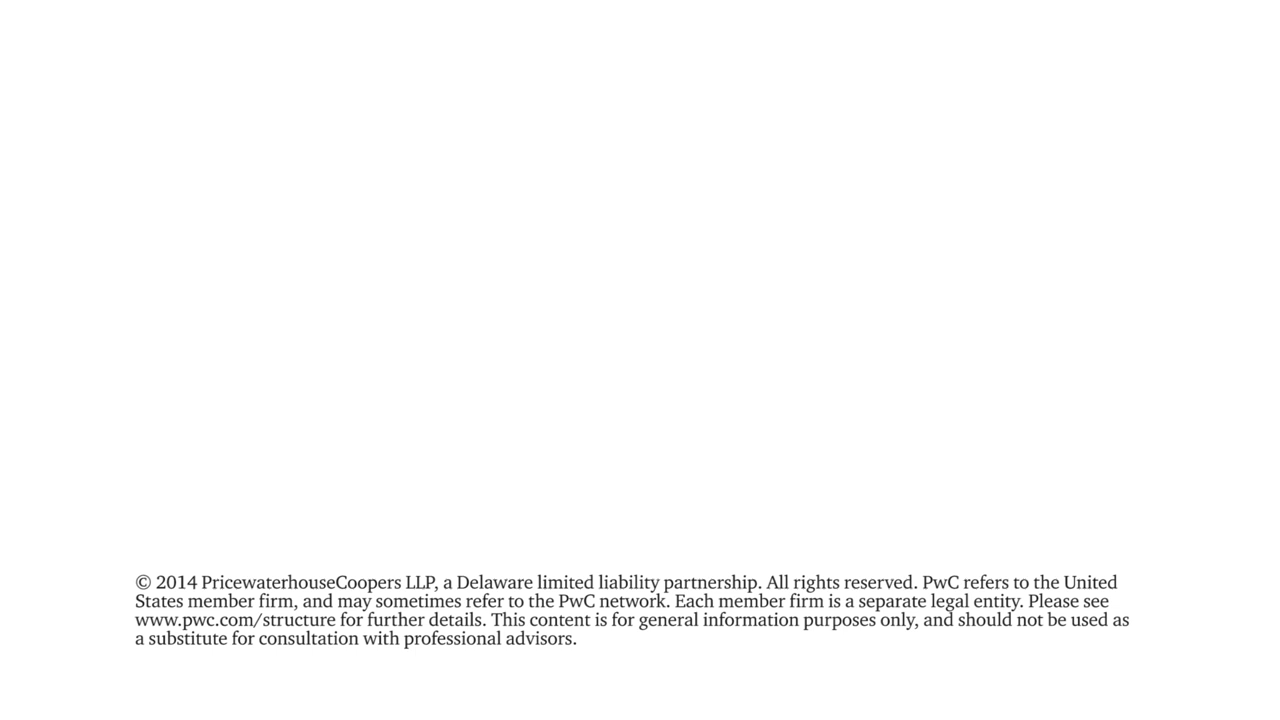 © 2014 PricewaterhouseCoopers LLP, a Delaware limited liability partnership. All rights reserved. PwC refers to the United
States member firm, and may sometimes refer to the PwC network. Each member firm is a separate legal entity. Please see
www.pwc.com/structure for further details. This content is for general information purposes only, and should not be used as
a substitute for consultation with professional advisors.